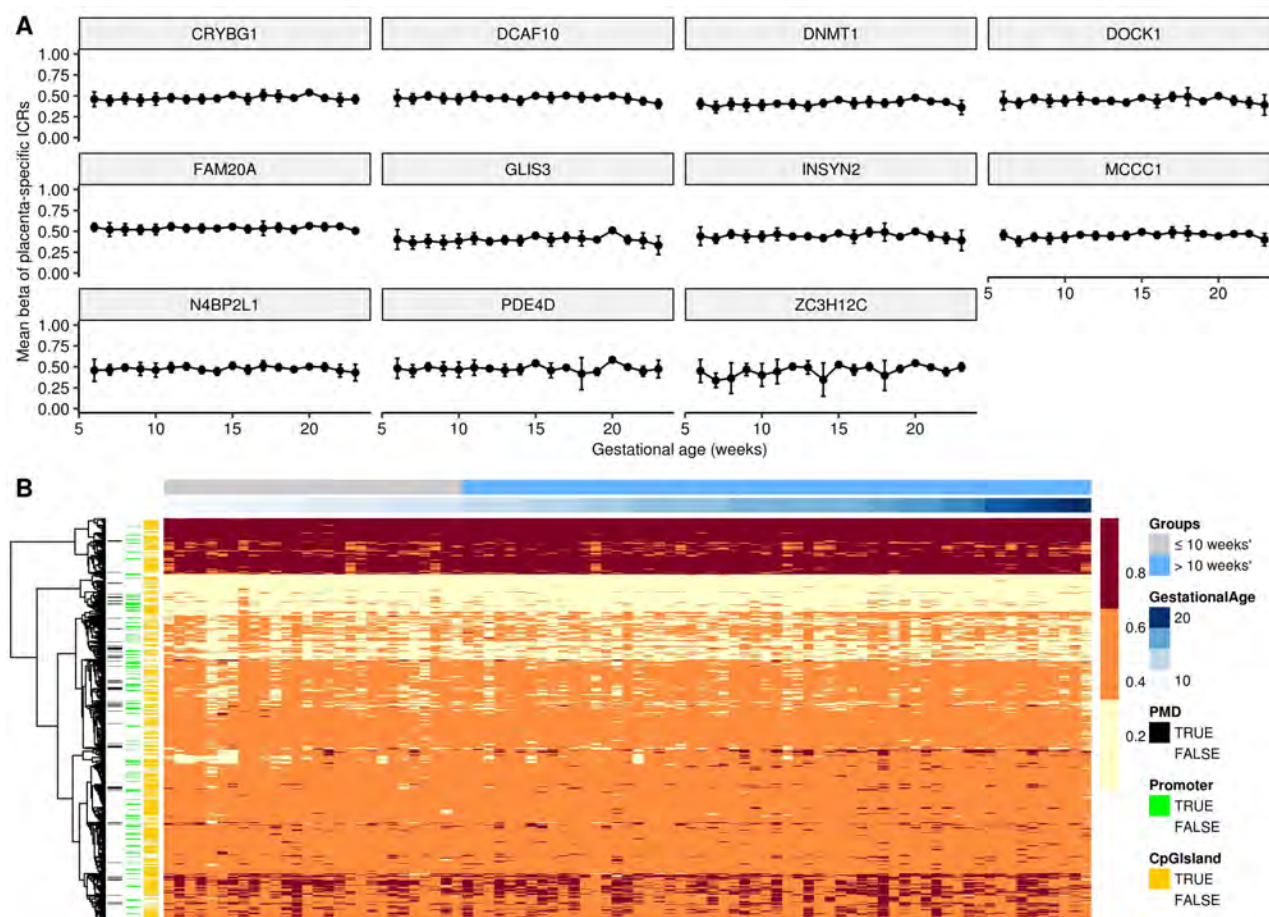 A
CRYBG1
DCAF10
DNMT1
DOCK1
1.00
0.75
0.50
0.25
0.00
FAM20A
GLIS3
INSYN2
MCCC1
1.00
0.75
0.50
0.25
0.00
5 10 15 20
N4BP2L1
PDE4D
ZC3H12C
1.00
0.75
0.50
0.25
0.00
5 10 15 20
5 10 15 20
5 10 15 20
Mean beta of placenta-specific ICRs
Gestational age (weeks)
B
0.8
0.6
0.4
0.2
Groups
≤ 10 weeks'
> 10 weeks'
GestationalAge
20
10
PMD
TRUE
FALSE
Promoter
TRUE
FALSE
CpGIsland
TRUE
FALSE